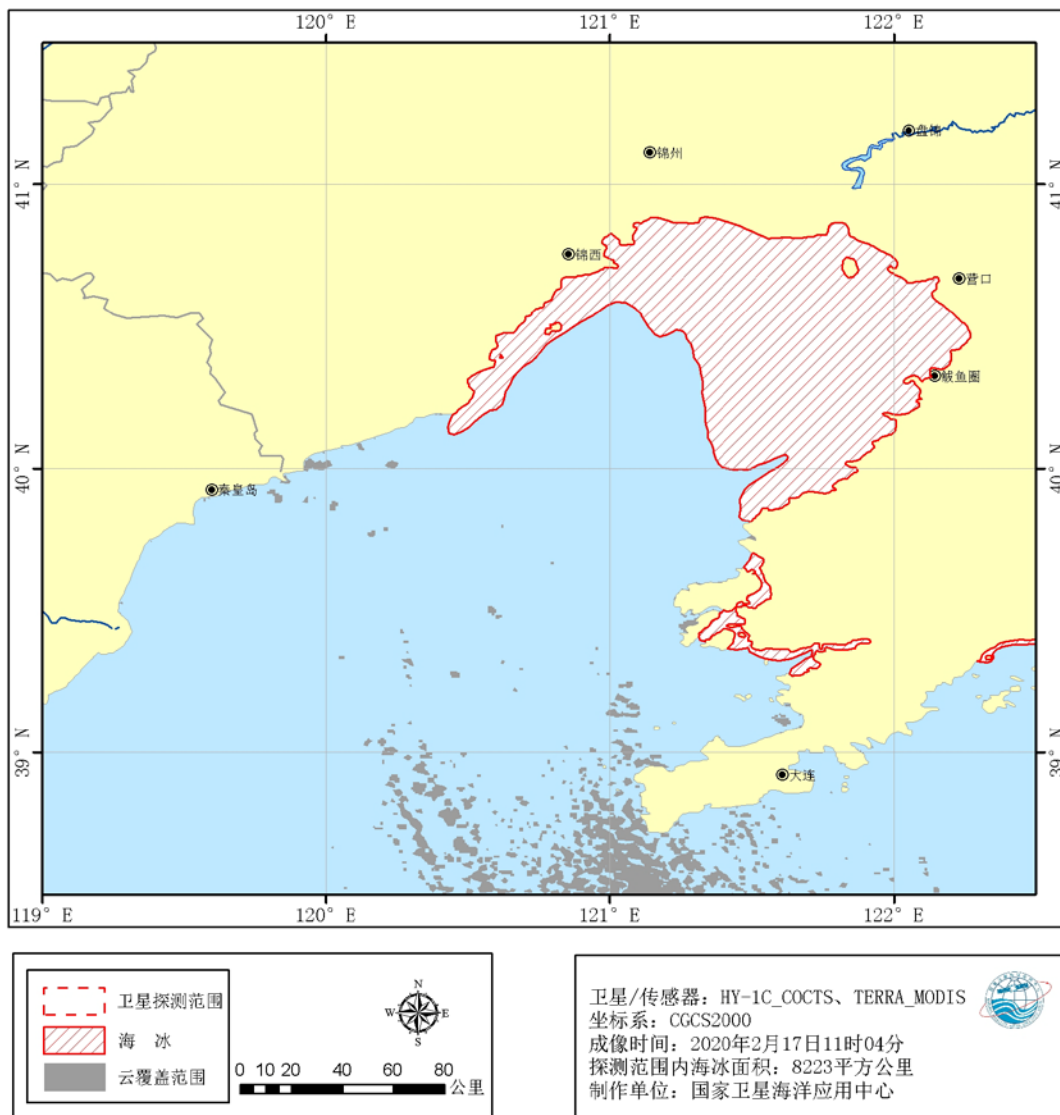 120° E
121° E
122° E
盘锦
锦州
41° N
41° N
锦西
营口
鲅鱼圈
40° N
40° N
秦皇岛
39° N
39° N
大连
119° E
120° E
121° E
122° E
卫星探测范围
海 冰
云覆盖范围
N
W
E
S
0 10 20 40 60 80
公里
卫星/传感器：HY-1C_COCTS、TERRA_MODIS
坐标系：CGCS2000
成像时间：2020年2月17日11时04分
探测范围内海冰面积：8223平方公里
制作单位：国家卫星海洋应用中心